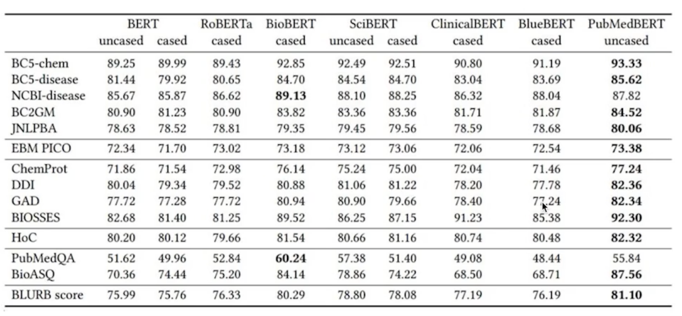 BERT RoBERTa BioBERT SciBERT ClinicalBERT BlueBERT PubMedBERT
uncased cased cased cased uncased cased cased cased uncased
BC5-chem 89.25 89.99 89.43 92.85 92.49 92.51 90.80 91.19 93.33
BC5-disease 81.44 79.92 80.65 84.70 84.54 84.70 83.04 83.69 85.62
NCBI-disease 85.67 85.87 86.62 89.13 88.10 88.25 86.32 88.04 87.82
BC2GM 80.90 81.23 80.90 83.82 83.36 83.36 81.71 81.87 84.52
JNLPBA 78.63 78.52 78.81 79.35 79.45 79.56 78.59 78.68 80.06
EBM PICO 72.34 71.70 73.02 73.18 73.12 73.06 72.06 72.54 73.38
ChemProt 71.86 71.54 72.98 76.14 75.24 75.00 72.04 71.46 77.24
DDI 80.04 79.34 79.52 80.88 81.06 81.22 78.20 77.78 82.36
GAD 77.72 77.28 77.72 80.94 80.90 79.66 78.40 77.24 82.34
BIOSSES 82.68 81.40 81.25 89.52 86.25 87.15 91.23 85.38 92.30
HoC 80.20 80.12 79.66 81.54 80.66 81.16 80.74 80.48 82.32
PubMedQA 51.62 49.96 52.84 60.24 57.38 51.40 49.08 48.44 55.84
BioASQ 70.36 74.44 75.20 84.14 78.86 74.22 68.50 68.71 87.56
BLURB score 75.99 75.76 76.33 80.29 78.80 78.08 77.19 76.19 81.10